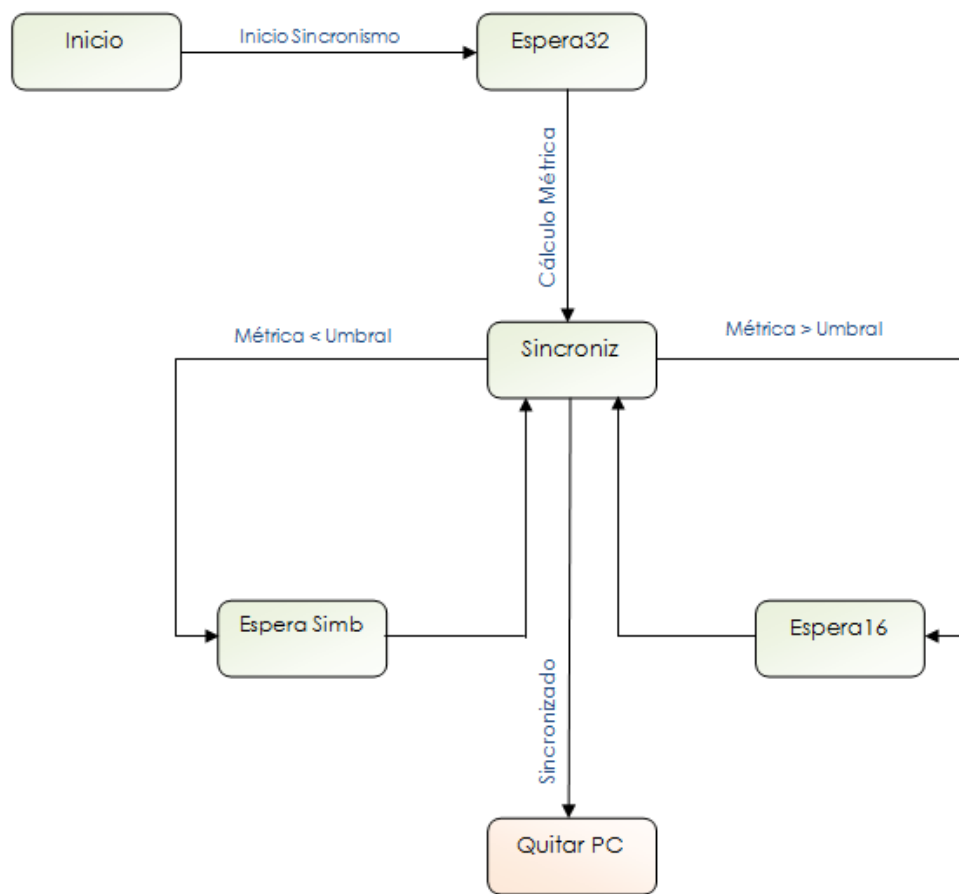 Inicio
Inicio Sincronismo
Espera32
Cálculo Métrica
Métrica < Umbral
Sincroniz
Métrica > Umbral
Espera Simb
Espera16
Sincronizado
Quitar PC